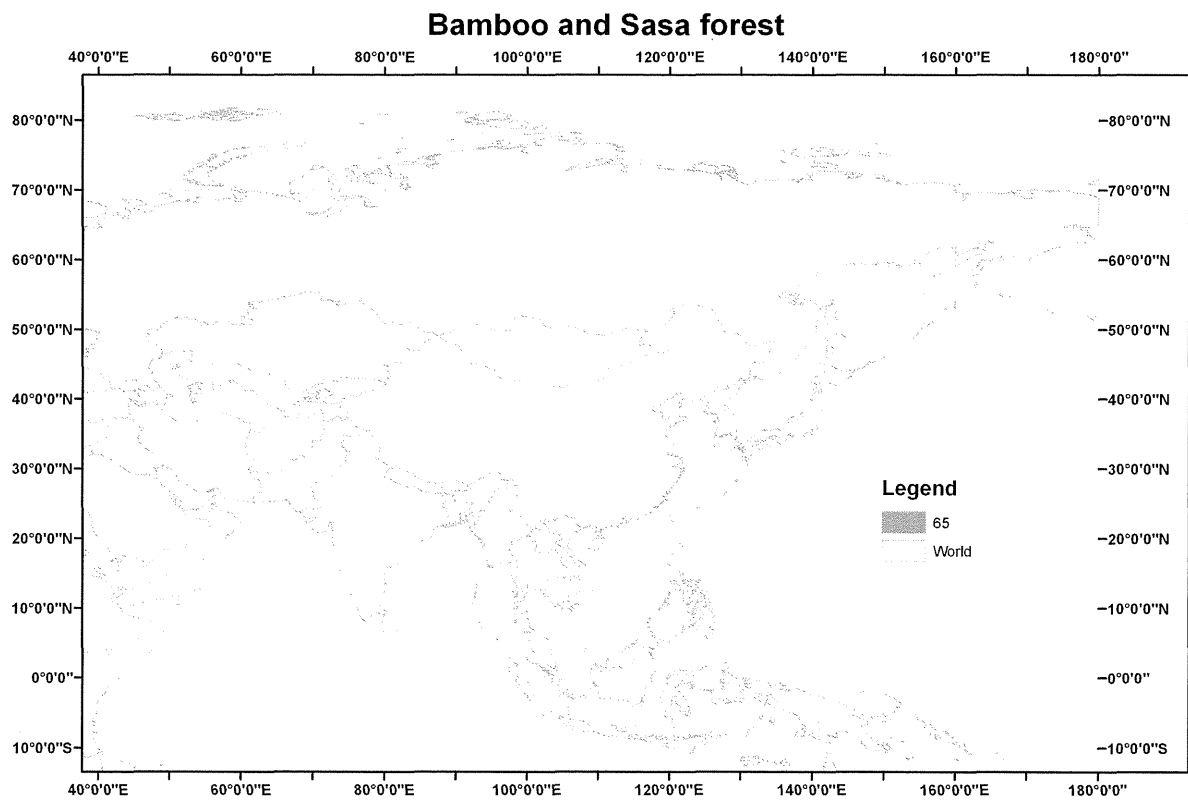 Bamboo and Sasa forest
40°0'0"E 60°0'0"E 80°0'0"E 100°0'0"E 120°0'0"E 140°0'0"E 160°0'0"E 180°0'0"
80°0'0"N 80°0'0"N
70°0'0"N 70°0'0"N
60°0'0"N 60°0'0"N
50°0'0"N 50°0'0"N
40°0'0"N 40°0'0"N
30°0'0"N 30°0'0"N
Legend
65
20°0'0"N 20°0'0"N
World
10°0'0"N 10°0'0"N
0°0'0" 0°0'0"
10°0'0"S 10°0'0"S
40°0'0"E 60°0'0"E 80°0'0"E 100°0'0"E 120°0'0"E 140°0'0"E 160°0'0"E 180°0'0"